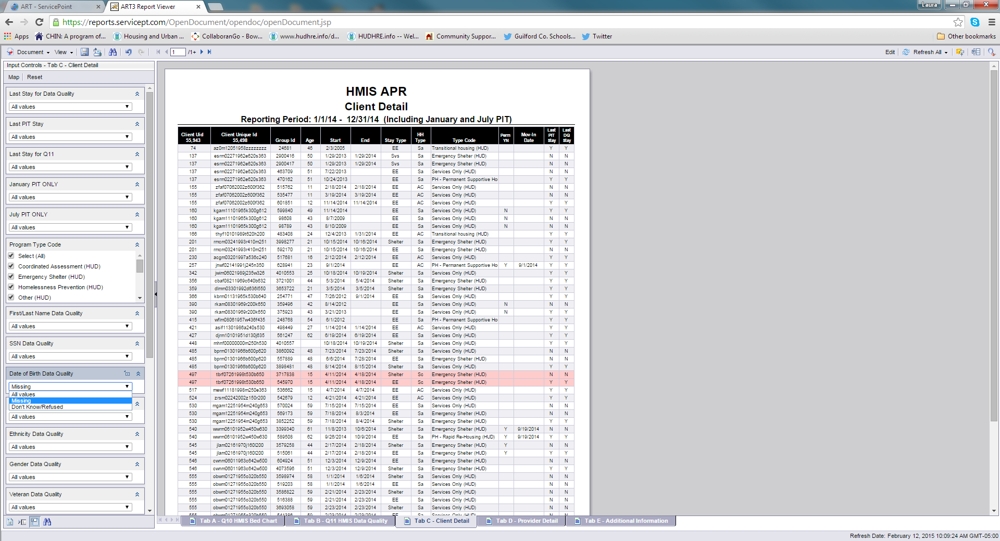 ART - ServicePoint
ART3 Report Viewer
Laura
https://reports.servicept.com/OpenDocument/opendoc/openDocument.jsp
Apps CHIN: A program of... Housing and Urban ... CollaboranGo - Bow... www.hudhre.info/d... HUDHRE.info -- Wel... Community Suppor... Guilford Co. Schools... Twitter Other bookmarks
Document View 1 /1+ Edit Refresh All
Input Controls - Tab C - Client Detail
Map Reset
Last Stay for Data Quality
All values
Last PIT Stay
All values
Last Stay for Q11
All values
January PIT ONLY
All values
July PIT ONLY
All values
Program Type Code
Select (All)
Coordinated Assessment (HUD)
Emergency Shelter (HUD)
Homelessness Prevention (HUD)
Other (HUD)
First/Last Name Data Quality
All values
SSN Data Quality
All values
Date of Birth Data Quality
Missing
All values
Missing
Don't Know/Refused
All values
Ethnicity Data Quality
All values
Gender Data Quality
All values
Veteran Data Quality
All values
HMIS APR
Client Detail
Reporting Period: 1/1/14 - 12/31/14 (Including January and July PIT)
Client Uid 55,943 Client Unique Id 55,498 Group Id Age Start End Stay Type HH Type Type Code Perm YN Mov-In Date Last PIT Stay Last DQ Stay
74 az0m12051958zzzzzzzz 24681 46 2/3/2005 EE Sa Transitional housing (HUD) Y Y
137 esrm02271962e620s363 2900416 50 1/29/2013 1/29/2014 Svs Sa Emergency Shelter (HUD) N N
137 esrm02271962e620s363 2900417 50 1/29/2013 1/29/2014 Svs Sa Emergency Shelter (HUD) N N
137 esrm02271962e620s363 463709 51 7/22/2013 EE Sa Services Only (HUD) N N
137 esrm02271962e620s363 470162 51 10/24/2013 EE Sa PH - Permanent Supportive Ho Y Y
155 zfaf07062002z600f362 515762 11 2/18/2014 2/18/2014 EE AC Services Only (HUD) N N
155 zfaf07062002z600f362 535477 11 3/19/2014 3/19/2014 EE AC Services Only (HUD) N N
155 zfaf07062002z600f362 601851 12 11/14/2014 11/14/2014 EE AC Services Only (HUD) Y Y
160 kgam11101965k300g612 599840 49 11/14/2014 EE Sa Services Only (HUD) N Y Y
160 kgam11101965k300g612 98608 43 8/7/2009 EE Sa Services Only (HUD) N N N
160 kgam11101965k300g612 98789 43 8/10/2009 EE Sa Services Only (HUD) N N N
166 thyf10101989t620h200 483408 24 12/4/2013 1/31/2014 EE AC Transitional housing (HUD) Y Y
201 rmcm03241993r410m251 3998277 21 10/15/2014 10/16/2014 Shelter Sa Emergency Shelter (HUD) Y Y
201 rmcm03241993r410m251 592170 21 10/15/2014 10/16/2014 EE Sa Emergency Shelter (HUD) N N
230 acgm03201997a536c240 517681 16 2/12/2014 2/12/2014 EE AC Services Only (HUD) Y Y
257 jnwf02141991j245n350 628941 23 9/1/2014 EE AC PH - Permanent Supportive Ho Y 9/1/2014 Y Y
342 jwim06021989j235w326 4010553 25 10/18/2014 10/19/2014 Shelter Sa Services Only (HUD) Y Y
356 cbaf08211969c640b632 3721001 44 5/3/2014 5/4/2014 Shelter Sa Emergency Shelter (HUD) Y Y
359 dlmm03301992d636l550 3653722 21 3/5/2014 3/5/2014 Shelter Sa Emergency Shelter (HUD) Y Y
366 kbrm01131965k530b640 254771 47 7/26/2012 9/1/2014 EE Sa Services Only (HUD) Y Y
390 rkam08301969r200k650 359496 42 8/14/2012 EE Sa Services Only (HUD) N N N
390 rkam08301969r200k650 375923 43 3/21/2013 EE Sa Services Only (HUD) N Y Y
415 wflm08061957w436f435 248768 54 6/1/2012 EE Sa PH - Permanent Supportive Ho Y Y
421 asif11301986a240s530 498449 27 1/14/2014 1/14/2014 EE AC Services Only (HUD) Y Y
427 djrm10101951d130j635 561247 62 6/19/2014 6/19/2014 EE Sa Services Only (HUD) Y Y
448 mhnf00000000m250h530 4010557 10/18/2014 10/19/2014 Shelter Sa Services Only (HUD) Y Y
485 bprm01301966b600p620 3860092 48 7/23/2014 7/23/2014 Shelter Sa Services Only (HUD) N N
485 bprm01301966b600p620 557889 48 6/6/2014 7/28/2014 EE Sa Emergency Shelter (HUD) N N
485 bprm01301966b600p620 3898481 48 8/14/2014 8/15/2014 Shelter Sa Services Only (HUD) Y Y
497 tbrf07261998t530b650 3717838 15 4/11/2014 4/18/2014 Shelter Sc Emergency Shelter (HUD) N N
497 tbrf07261998t530b650 545970 15 4/11/2014 4/18/2014 EE Sc Emergency Shelter (HUD) Y Y
517 mewf11181998m250e363 536662 15 4/7/2014 4/7/2014 EE AC Services Only (HUD) Y Y
524 zrsm02242002z150r200 542679 12 4/21/2014 4/21/2014 EE AC Services Only (HUD) Y Y
530 mgam12251954m240g653 570024 59 7/15/2014 7/15/2014 EE Sa Services Only (HUD) N N
530 mgam12251954m240g653 569173 59 7/18/2014 8/3/2014 EE Sa Emergency Shelter (HUD) N N
530 mgam12251954m240g653 3852252 59 7/18/2014 8/4/2014 Shelter Sa Emergency Shelter (HUD) Y Y
540 wwrm06101952w450w630 3399340 61 11/8/2013 10/6/2014 Shelter Sa Emergency Shelter (HUD) Y 9/19/2014 N N
540 wwrm06101952w450w630 589508 62 9/26/2014 10/9/2014 EE Sa PH - Rapid Re-Housing (HUD) Y 9/19/2014 Y Y
545 jlam02161970j160l200 3579258 44 2/17/2014 2/18/2014 Shelter Sa Emergency Shelter (HUD) Y N N
545 jlam02161970j160l200 515061 44 2/17/2014 2/18/2014 EE Sa Emergency Shelter (HUD) Y Y Y
546 cwnm06011963c642w500 604924 51 12/3/2014 12/9/2014 EE Sa Emergency Shelter (HUD) N N
546 cwnm06011963c642w500 4073596 51 12/3/2014 12/9/2014 Shelter Sa Emergency Shelter (HUD) Y Y
555 obwm01271955o320b550 3598974 58 1/1/2014 1/6/2014 Shelter Sa Services Only (HUD) N N
555 obwm01271955o320b550 519203 58 1/1/2014 1/6/2014 EE Sa Services Only (HUD) N N
555 obwm01271955o320b550 3586822 59 2/21/2014 2/23/2014 Shelter Sa Services Only (HUD) N N
555 obwm01271955o320b550 516388 59 2/21/2014 2/23/2014 EE Sa Services Only (HUD) N N
555 obwm01271955o320b550 3693058 59 2/23/2014 2/23/2014 Shelter Sa Services Only (HUD) N N
Tab A - Q10 HMIS Bed Chart Tab B - Q11 HMIS Data Quality Tab C - Client Detail Tab D - Provider Detail Tab E - Additional Information
Refresh Date: February 12, 2015 10:09:24 AM GMT-05:00